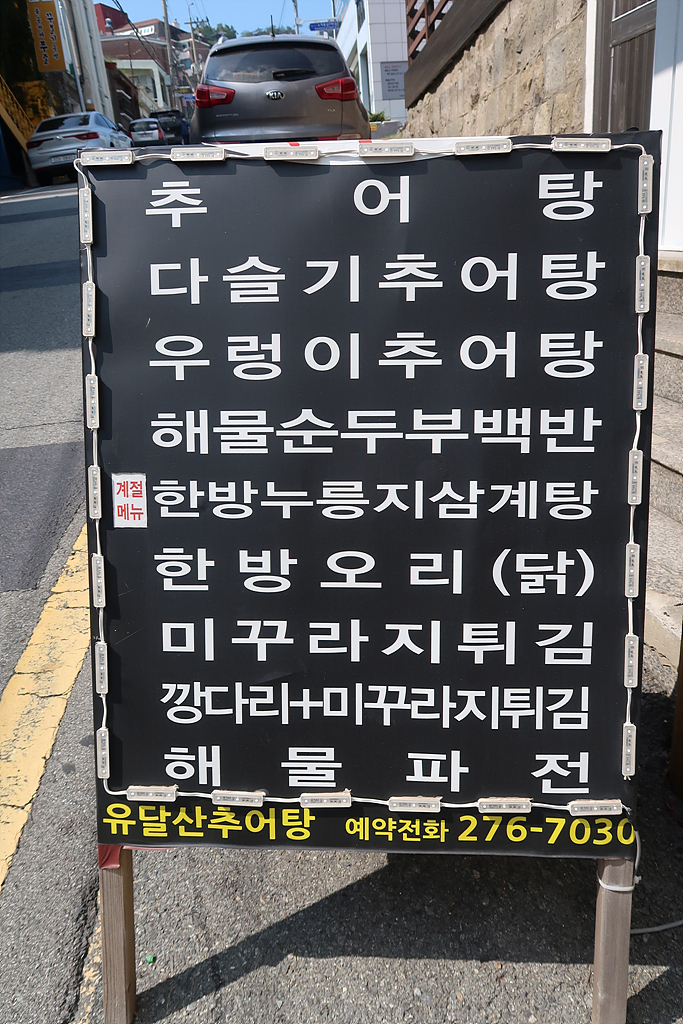 KIA
추어탕
다슬기추어탕
우렁이추어탕
해물순두부백반
계절
메뉴
한방누릉지삼계탕
한방오리(닭)
미꾸라지튀김
깡다리+미꾸라지튀김
해물파전
유달산추어탕 예약전화 276-7030